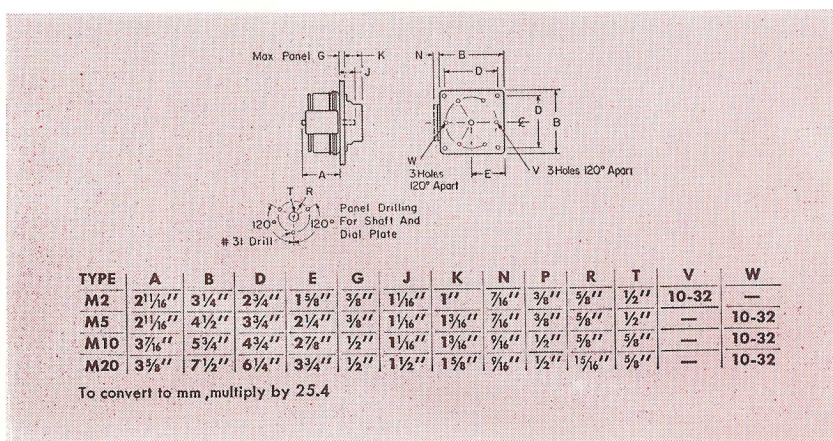 Max Panel G K
J
A
N B
D
D
B
℄
W
3 Holes
120° Apart
E
V 3 Holes 120° Apart
T R
120° 120°
#31 Drill
Panel Drilling
For Shaft And
Dial Plate
TYPE A B D E G J K N P R T V W
M2 2 11/16" 3 1/4" 2 3/4" 1 5/8" 3/8" 1 1/16" 1" 7/16" 3/8" 5/8" 1/2" 10-32 —
M5 2 11/16" 4 1/2" 3 3/4" 2 1/4" 3/8" 1 1/16" 1 3/16" 7/16" 3/8" 5/8" 1/2" — 10-32
M10 3 7/16" 5 3/4" 4 3/4" 2 7/8" 1/2" 1 1/16" 1 3/16" 9/16" 1/2" 5/8" 5/8" — 10-32
M20 3 5/8" 7 1/2" 6 1/4" 3 3/4" 1/2" 1 1/2" 1 5/8" 9/16" 1/2" 15/16" 5/8" — 10-32
To convert to mm, multiply by 25.4